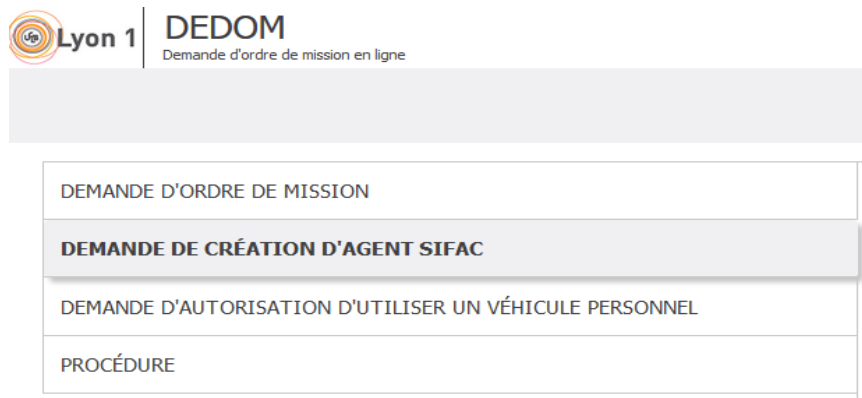 Lyon 1
DEDOM
Demande d'ordre de mission en ligne
DEMANDE D'ORDRE DE MISSION
DEMANDE DE CRÉATION D'AGENT SIFAC
DEMANDE D'AUTORISATION D'UTILISER UN VÉHICULE PERSONNEL
PROCÉDURE